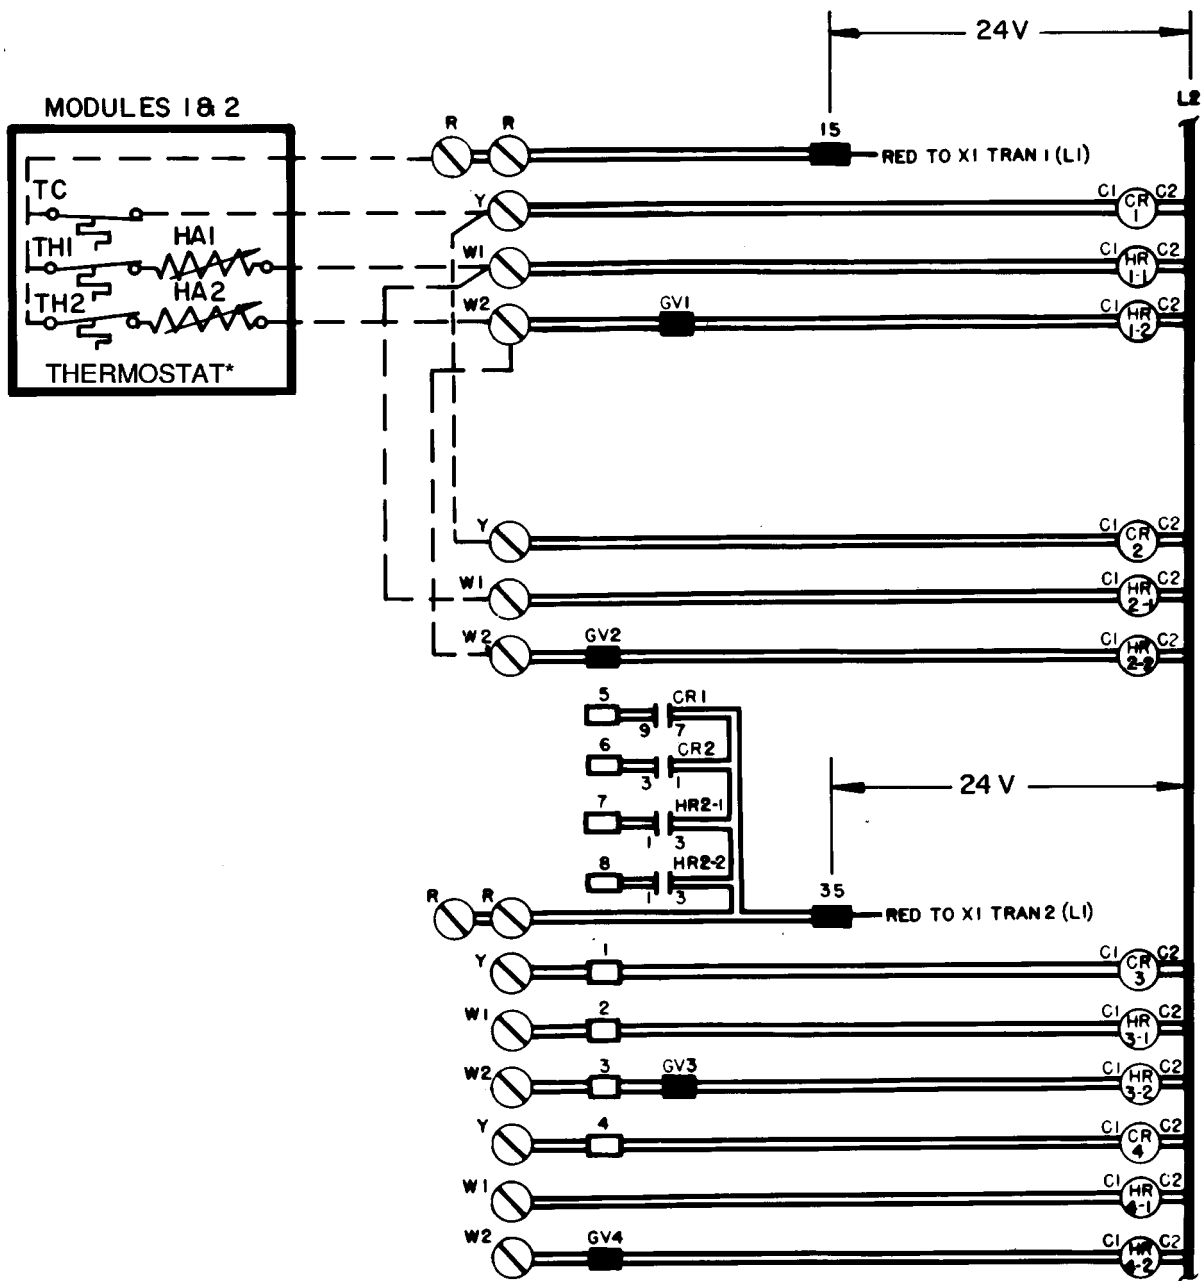 24V
L2
MODULES 1 & 2
R R 15 RED TO X1 TRAN 1 (L1)
TC Y C1 CR 1 C2
TH1 HA1 W1 C1 HR 1-1 C2
TH2 HA2 W2 GV1 C1 HR 1-2 C2
THERMOSTAT*
Y C1 CR 2 C2
W1 C1 HR 2-1 C2
W2 GV2 C1 HR 2-2 C2
5 CR1
9 7
6 CR2
3 1
24V
7 HR2-1
1 3
8 HR2-2
1 3
R R 35 RED TO X1 TRAN 2 (L1)
Y 1 C1 CR 3 C2
W1 2 C1 HR 3-1 C2
W2 3 GV3 C1 HR 3-2 C2
Y 4 C1 CR 4 C2
W1 C1 HR 4-1 C2
W2 GV4 C1 HR 4-2 C2